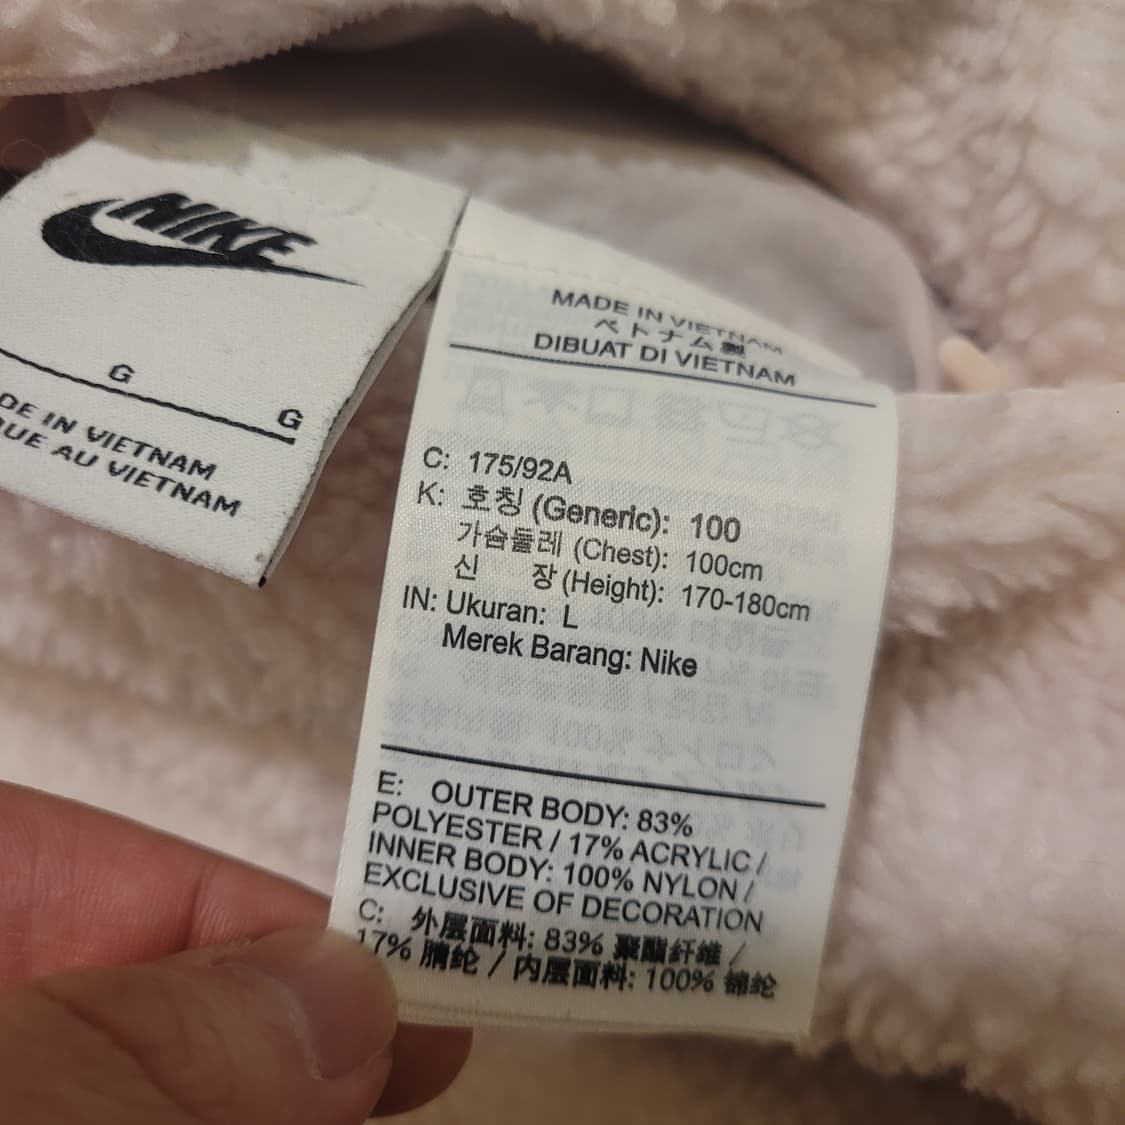 NIKE
G
G
DE IN VIETNAM
QUE AU VIETNAM
MADE IN VIETNAM
ベトナム製
DIBUAT DI VIETNAM
C: 175/92A
K: 호칭 (Generic): 100
가슴둘레 (Chest): 100cm
신 장 (Height): 170-180cm
IN: Ukuran: L
Merek Barang: Nike
E: OUTER BODY: 83%
POLYESTER / 17% ACRYLIC /
INNER BODY: 100% NYLON /
EXCLUSIVE OF DECORATION
C: 外层面料: 83% 聚酯纤维 /
17% 腈纶 / 内层面料: 100% 锦纶